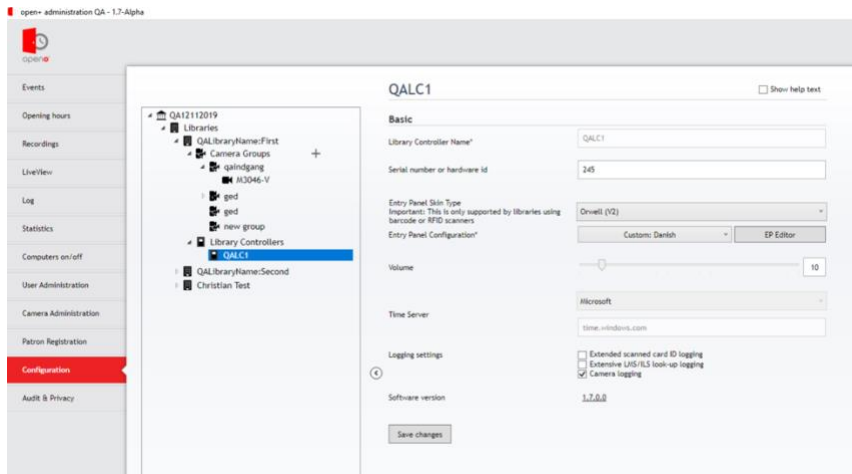 open+ administration QA - 1.7-Alpha
open+
Events
Opening hours
Recordings
LiveView
Log
Statistics
Computers on/off
User Administration
Camera Administration
Patron Registration
Configuration
Audit & Privacy
QA12112019
Libraries
QALibraryName:First
Camera Groups +
qaindgang
M3046-V
ged
ged
new group
Library Controllers
QALC1
QALibraryName:Second
Christian Test
QALC1
Show help text
Basic
Library Controller Name* QALC1
Serial number or hardware id 245
Entry Panel Skin Type
Important: This is only supported by libraries using
barcode or RFID scanners
Orwell (V2)
Entry Panel Configuration* Custom: Danish EP Editor
Volume 10
Microsoft
Time Server
time.windows.com
Logging settings Extended scanned card ID logging
Extensive LMS/ILS look-up logging
Camera logging
Software version 1.7.0.0
Save changes